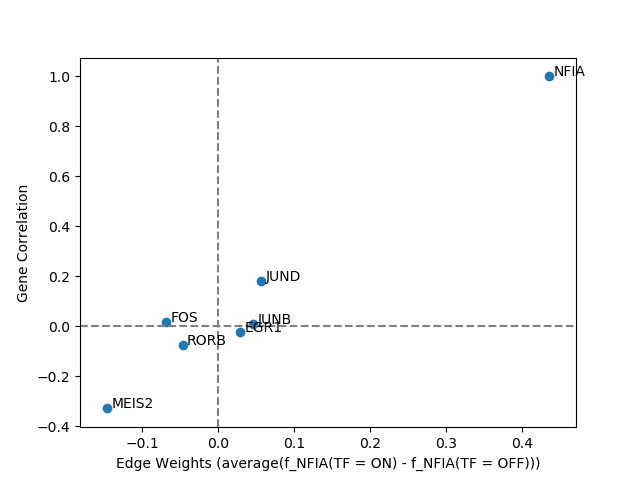 NFIA
1.0
0.8
0.6
0.4
0.2
0.0
−0.2
−0.4
Gene Correlation
JUND
FOS
JUNB
EGR1
RORB
MEIS2
−0.1 0.0 0.1 0.2 0.3 0.4
Edge Weights (average(f_NFIA(TF = ON) - f_NFIA(TF = OFF)))